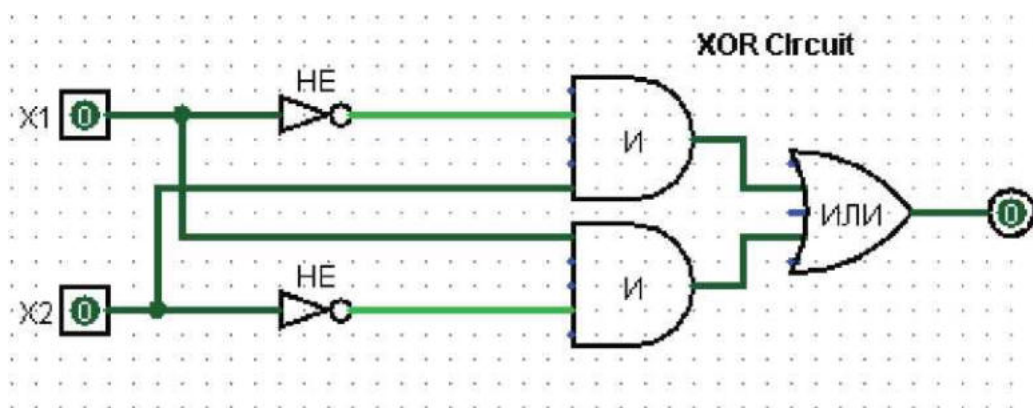 XOR CIrcuit
НЕ
X1 0
И
ИЛИ 0
НЕ
И
X2 0